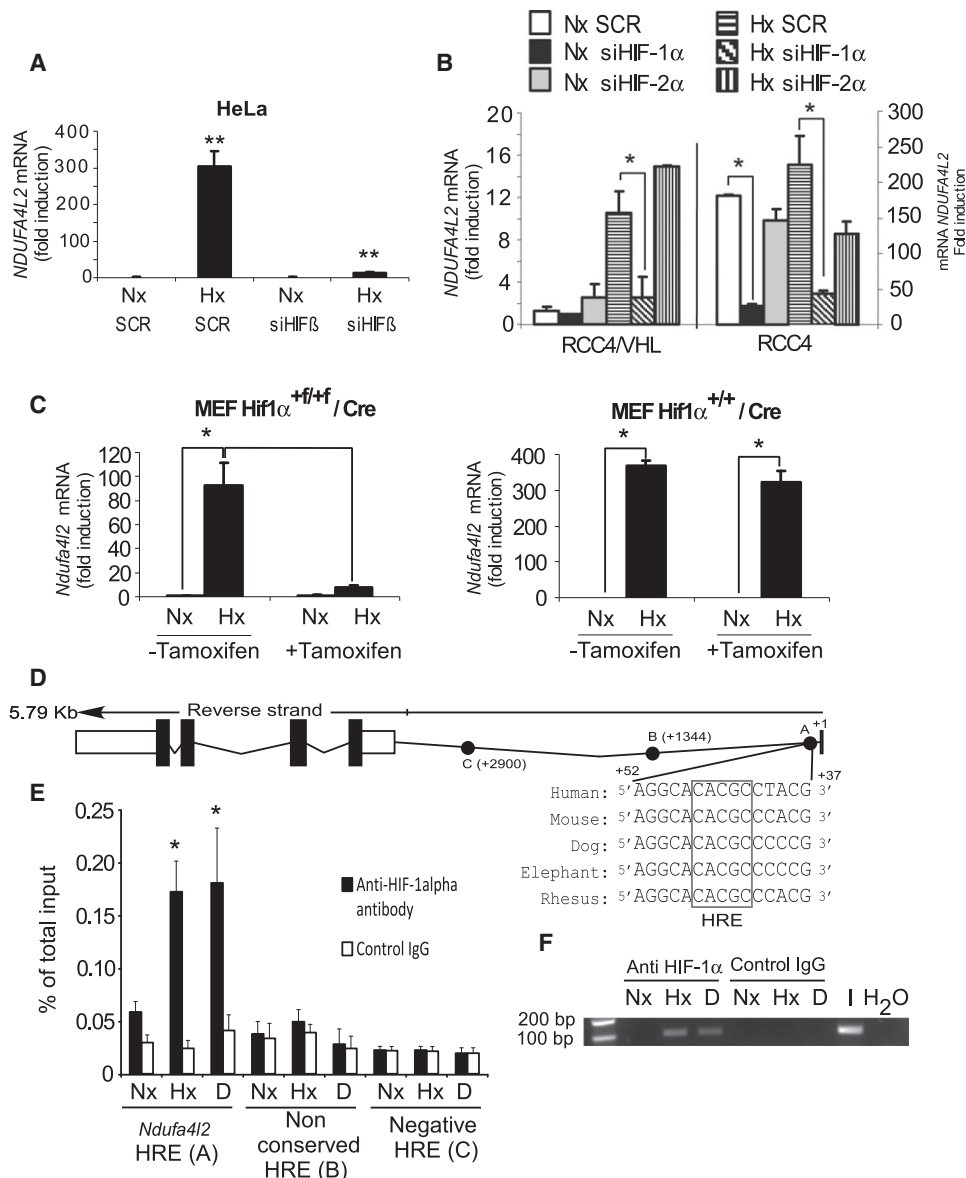 A
HeLa
NDUFA4L2 mRNA
(fold induction)
400
300
200
100
0
Nx Hx Nx Hx
SCR SCR siHIFß siHIFß
B
Nx SCR Hx SCR
Nx siHIF-1α Hx siHIF-1α
Nx siHIF-2α Hx siHIF-2α
NDUFA4L2 mRNA
(fold induction)
20
16
12
8
4
0
300
250
200
150
100
50
0
mRNA NDUFA4L2
Fold induction
** **
* * *
RCC4/VHL RCC4
C
MEF Hif1α+f/+f / Cre
Ndufa4l2 mRNA
(fold induction)
120
100
80
60
40
20
0
*
Nx Hx Nx Hx
-Tamoxifen +Tamoxifen
MEF Hif1α+/+ / Cre
Ndufa4l2 mRNA
(fold induction)
400
300
200
100
0
* *
Nx Hx Nx Hx
-Tamoxifen +Tamoxifen
D
5.79 Kb Reverse strand
C (+2900) B (+1344) A +1
+52 +37
Human: 5' AGGCACACGCCTACG 3'
Mouse: 5' AGGCACACGCCCACG 3'
Dog: 5' AGGCACACGCCCCCG 3'
Elephant: 5' AGGCACACGCCCCCG 3'
Rhesus: 5' AGGCACACGCCCACG 3'
HRE
E
% of total input
0.25
0.20
0.15
0.10
0.05
0
* *
Anti-HIF-1alpha
antibody
Control IgG
Nx Hx D Nx Hx D Nx Hx D
Ndufa4l2
HRE (A)
Non
conserved
HRE (B)
Negative
HRE (C)
F
Anti HIF-1α Control IgG
Nx Hx D Nx Hx D I H2O
200 bp
100 bp